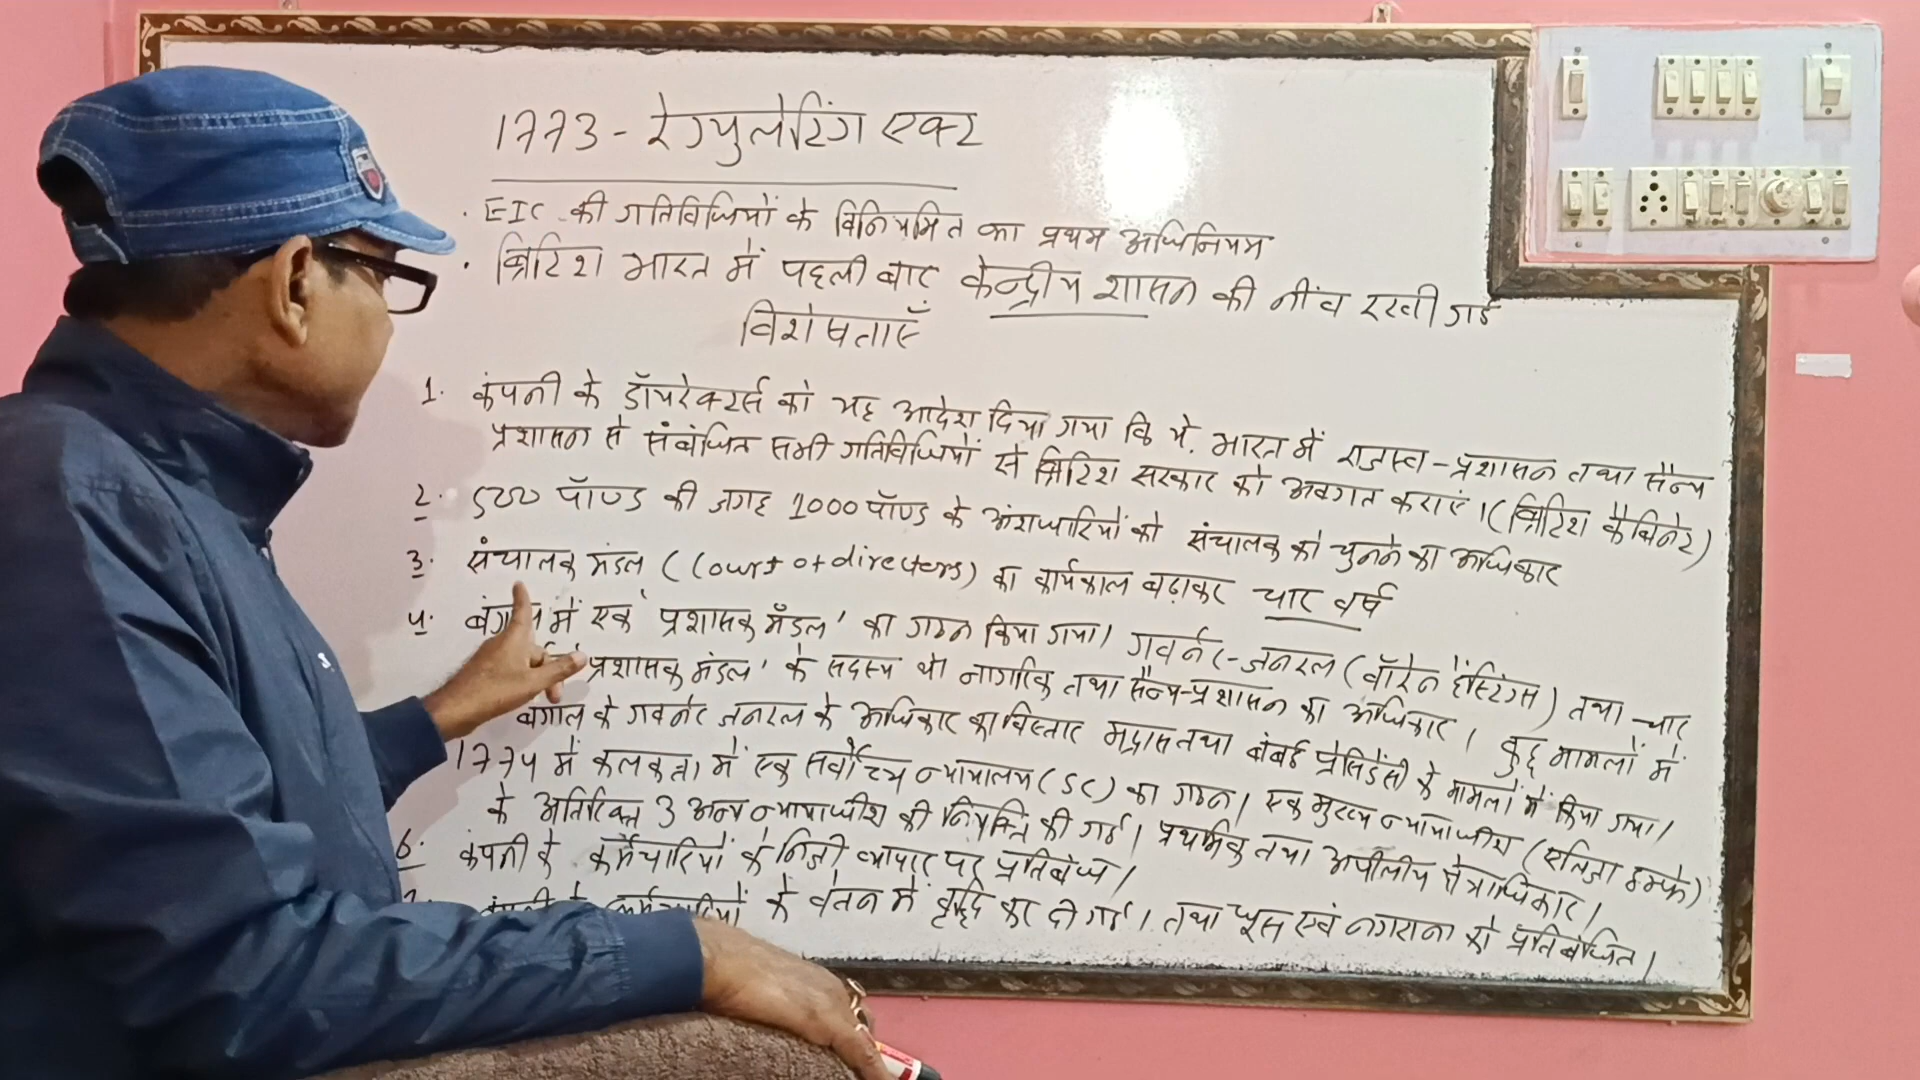 1773 - रेग्युलेटिंग एक्ट
· EIC की गतिविधियों के विनियमित का प्रथम अधिनियम
· ब्रिटिश भारत में पहली बार केन्द्रीय शासन की नींव रखी गई
विशेषताएँ
1. कंपनी के डॉयरेक्टर्स को यह आदेश दिया गया कि वे. भारत में राजस्व-प्रशासन तथा सैन्य
प्रशासन से संबंधित सभी गतिविधियों से ब्रिटिश सरकार को अवगत कराएं।(ब्रिटिश कैबिनेट)
2. 500 पॉण्ड की जगह 1000 पॉण्ड के अंशधारियों को संचालक को चुनने का अधिकार
3. संचालक मंडल (Court of directers) का कार्यकाल बढ़ाकर चार वर्ष
4. में एक 'प्रशासक मँडल' का गठन किया गया। गवर्नर-जनरल (वॉरेन हैस्टिंग्स) तथा चार
'प्रशासक मंडल' के सदस्य थे नागरिक तथा सैन्य-प्रशासन का अधिकार। कुछ मामलों में
बंगाल के गवर्नर जनरल के अधिकार का विस्तार मद्रास तथा बंबई प्रेसिडेंसी के मामलों में किया गया।
1774 में कलकत्ता में एक सर्वोच्च न्यायालय (SC) का गठन। एक मुख्य न्यायाधीश (एलिजा इम्फे)
के अतिरिक्त 3 अन्य न्यायाधीश की नियुक्ति की गई। प्रथमिक तथा अपीलीय क्षेत्राधिकार।
6. कंपनी के कर्मचारियों के निजी व्यापार पर प्रतिबंध।
कंपनी के कर्मचारियों के वेतन में वृद्धि कर दी गई। तथा घूस एवं नजराना को प्रतिबंधित।